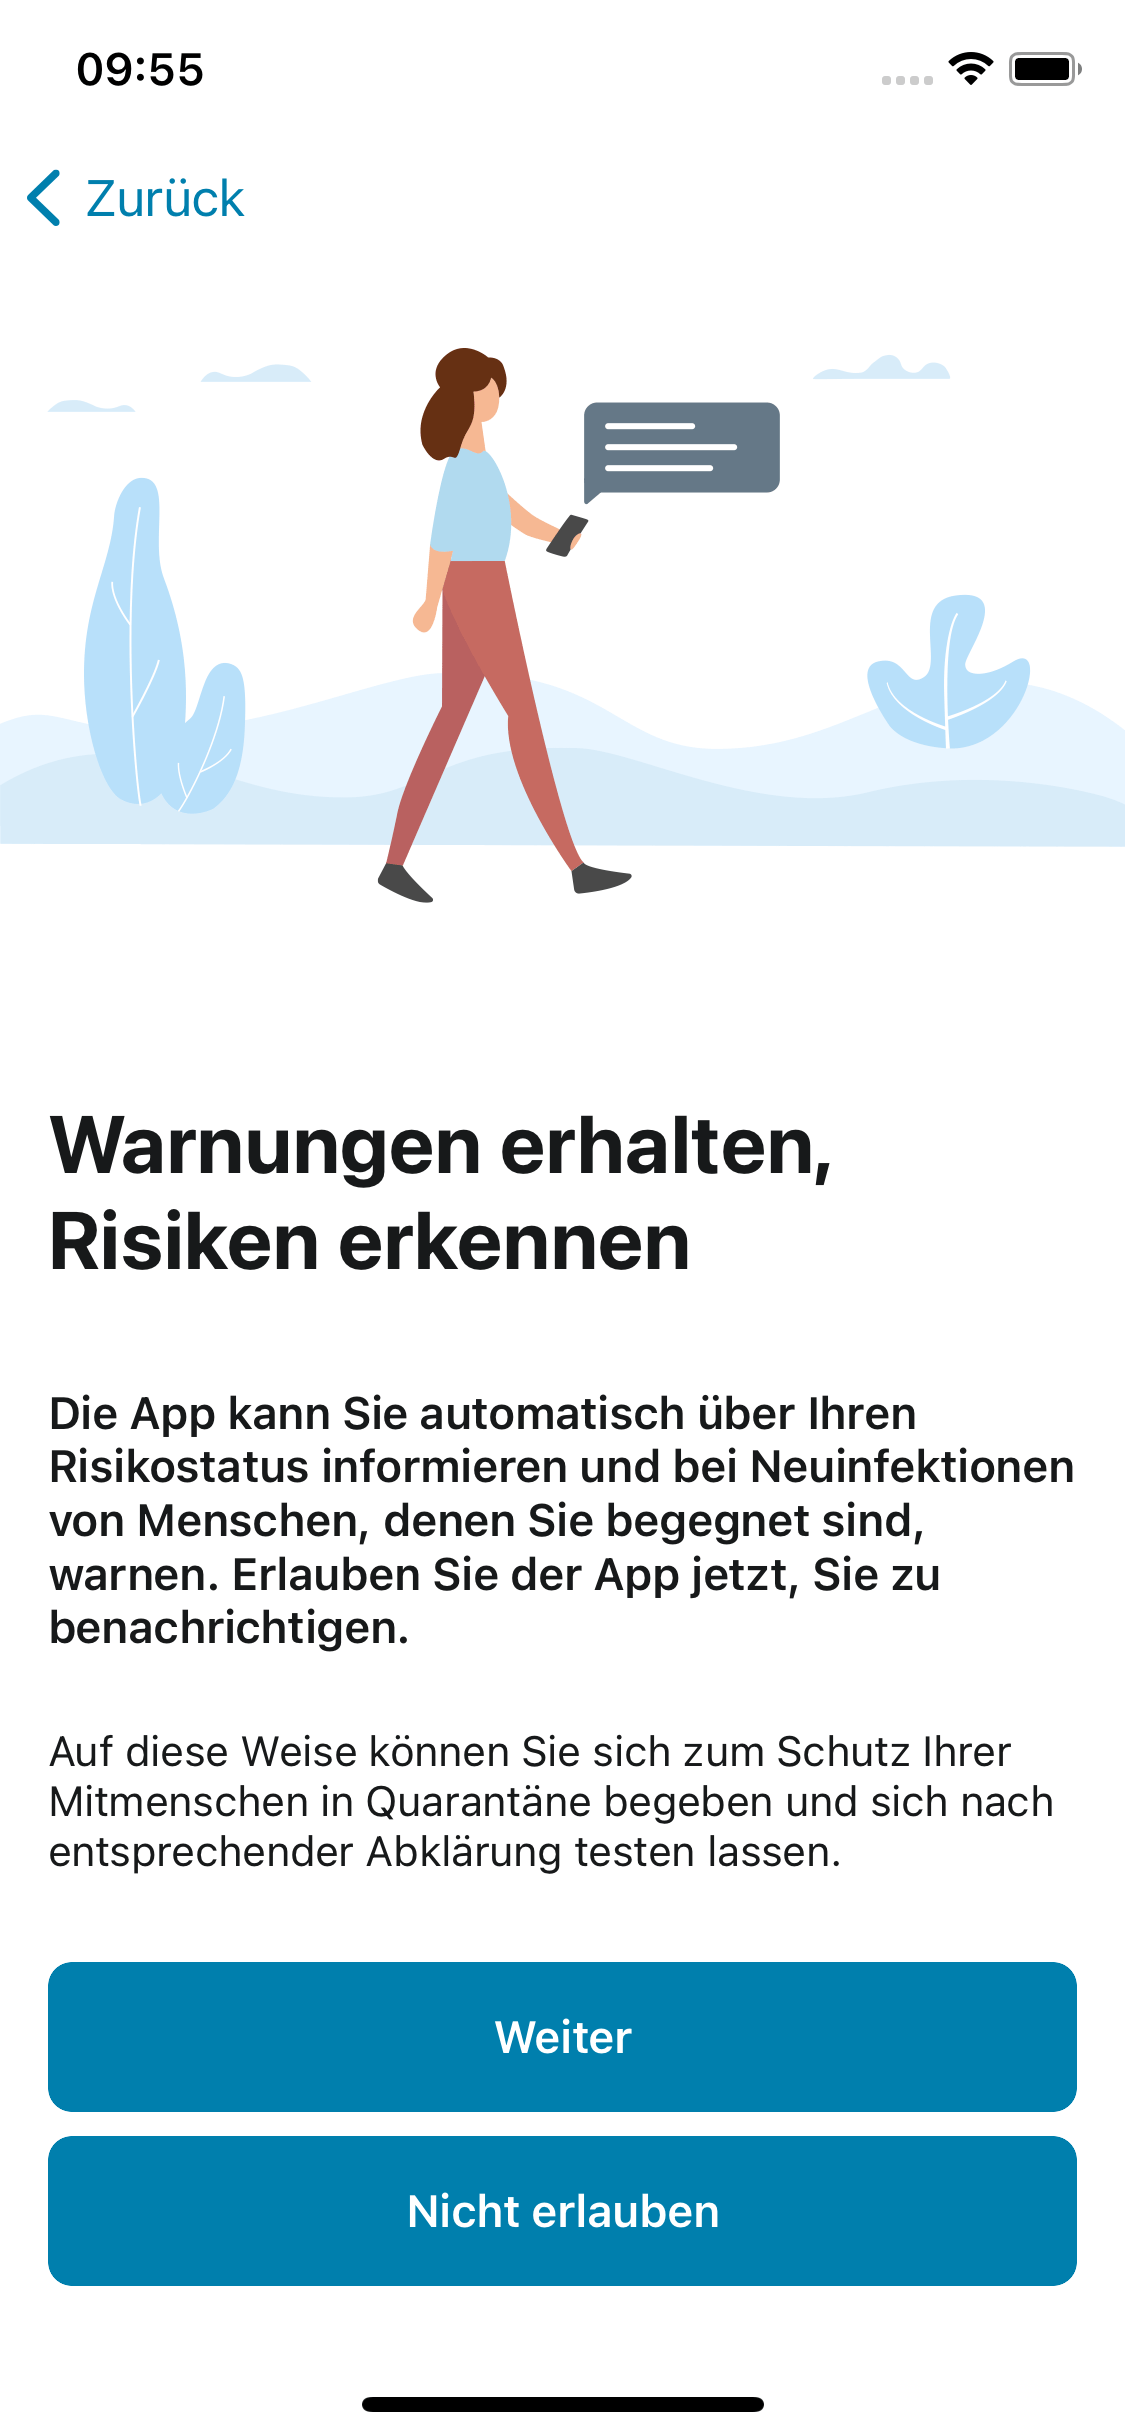 09:55
Zurück
Warnungen erhalten,
Risiken erkennen
Die App kann Sie automatisch über Ihren
Risikostatus informieren und bei Neuinfektionen
von Menschen, denen Sie begegnet sind,
warnen. Erlauben Sie der App jetzt, Sie zu
benachrichtigen.
Auf diese Weise können Sie sich zum Schutz Ihrer
Mitmenschen in Quarantäne begeben und sich nach
entsprechender Abklärung testen lassen.
Weiter
Nicht erlauben